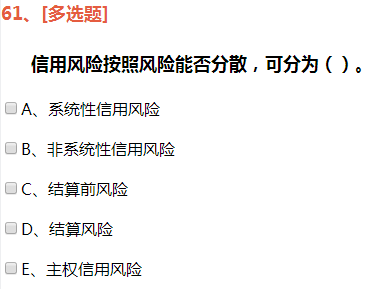 61、[多选题]
信用风险按照风险能否分散，可分为（ ）。
A、系统性信用风险
B、非系统性信用风险
C、结算前风险
D、结算风险
E、主权信用风险